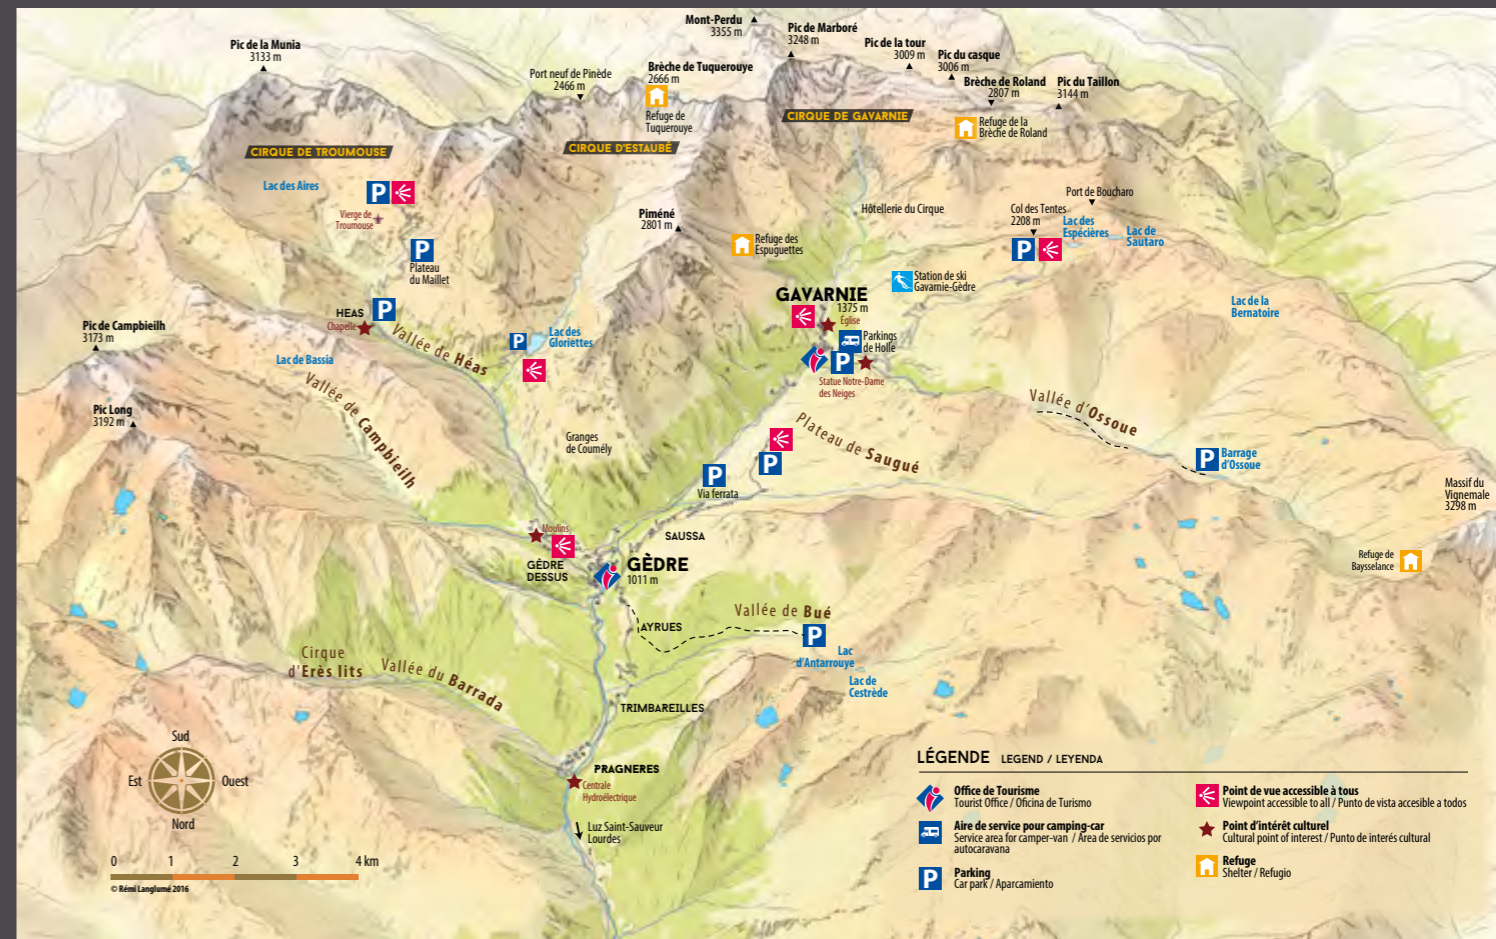 Mont-Perdu
3355 m
Pic de Marboré
3248 m
Pic de la tour
3009 m
Pic du casque
3006 m
Pic de la Munia
3133 m
Port neuf de Pinède
2466 m
Brèche de Tuquerouye
2666 m
Refuge de
Tuquerouye
Brèche de Roland
2807 m
Pic du Taillon
3144 m
Refuge de la
Brèche de Roland
CIRQUE DE GAVARNIE
CIRQUE D'ESTAUBÉ
CIRQUE DE TROUMOUSE
Lac des Aires
P
Vierge de
Troumouse
P
Plateau
du Maillet
Piméné
2801 m
Refuge des
Espuguettes
Hôtellerie du Cirque
Port de Boucharo
Col des Tentes
2208 m
P
Lac des
Espécières
Lac de
Sautaro
Station de ski
Gavarnie-Gèdre
GAVARNIE
1375 m
Église
Parkings
de Holle
P
Statue Notre-Dame
des Neiges
Lac de la
Bernatoire
HEAS
P
Chapelle
Vallée de Héas
Pic de Campbieilh
3173 m
Lac de Bassia
P
Lac des
Gloriettes
Vallée de Campbieilh
Pic Long
3192 m
Granges
de Coumély
Plateau de Saugué
P
P
Via ferrata
Vallée d'Ossoue
P
Barrage
d'Ossoue
Massif du
Vignemale
3298 m
Refuge de
Baysselance
Moulins
SAUSSA
GÈDRE
DESSUS
GÈDRE
1011 m
Vallée de Bué
AYRUES
P
Lac
d'Antarrouye
Lac de
Cestrède
Cirque
d'Erès lits
Vallée du Barrada
TRIMBAREILLES
PRAGNERES
Centrale
Hydroélectrique
Luz Saint-Sauveur
Lourdes
Sud
Est
Ouest
Nord
0 1 2 3 4 km
© Rémi Langlumé 2016
LÉGENDE LEGEND / LEYENDA
Office de Tourisme
Tourist Office / Oficina de Turismo
Aire de service pour camping-car
Service area for camper-van / Área de servicios por
autocaravana
P
Parking
Car park / Aparcamiento
Point de vue accessible à tous
Viewpoint accessible to all / Punto de vista accesible a todos
Point d'intérêt culturel
Cultural point of interest / Punto de interés cultural
Refuge
Shelter / Refugio